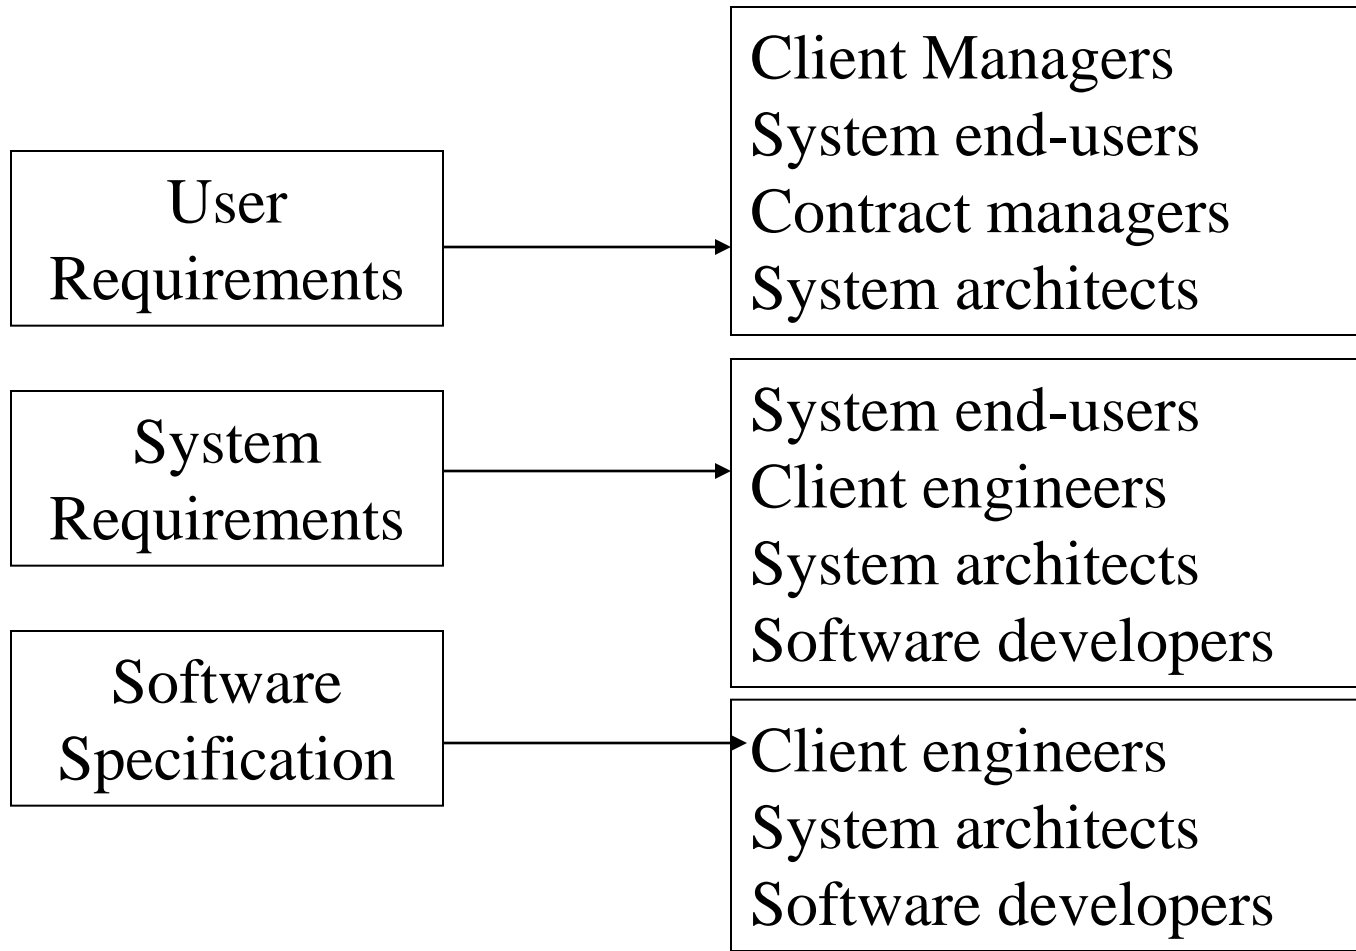 User
Requirements
Client Managers
System end-users
Contract managers
System architects
System
Requirements
System end-users
Client engineers
System architects
Software developers
Software
Specification
Client engineers
System architects
Software developers